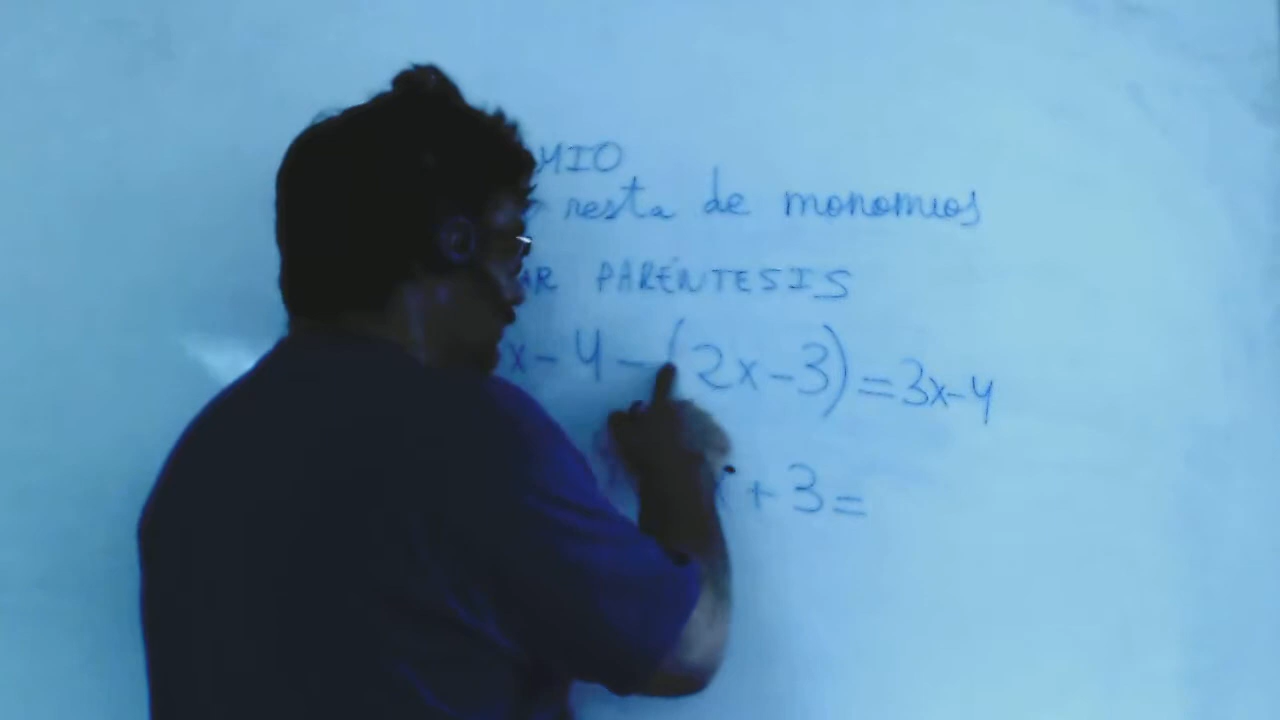 MIO
resta de monomios
AR PARÉNTESIS
x-4-(2x-3)=3x-4
+3=